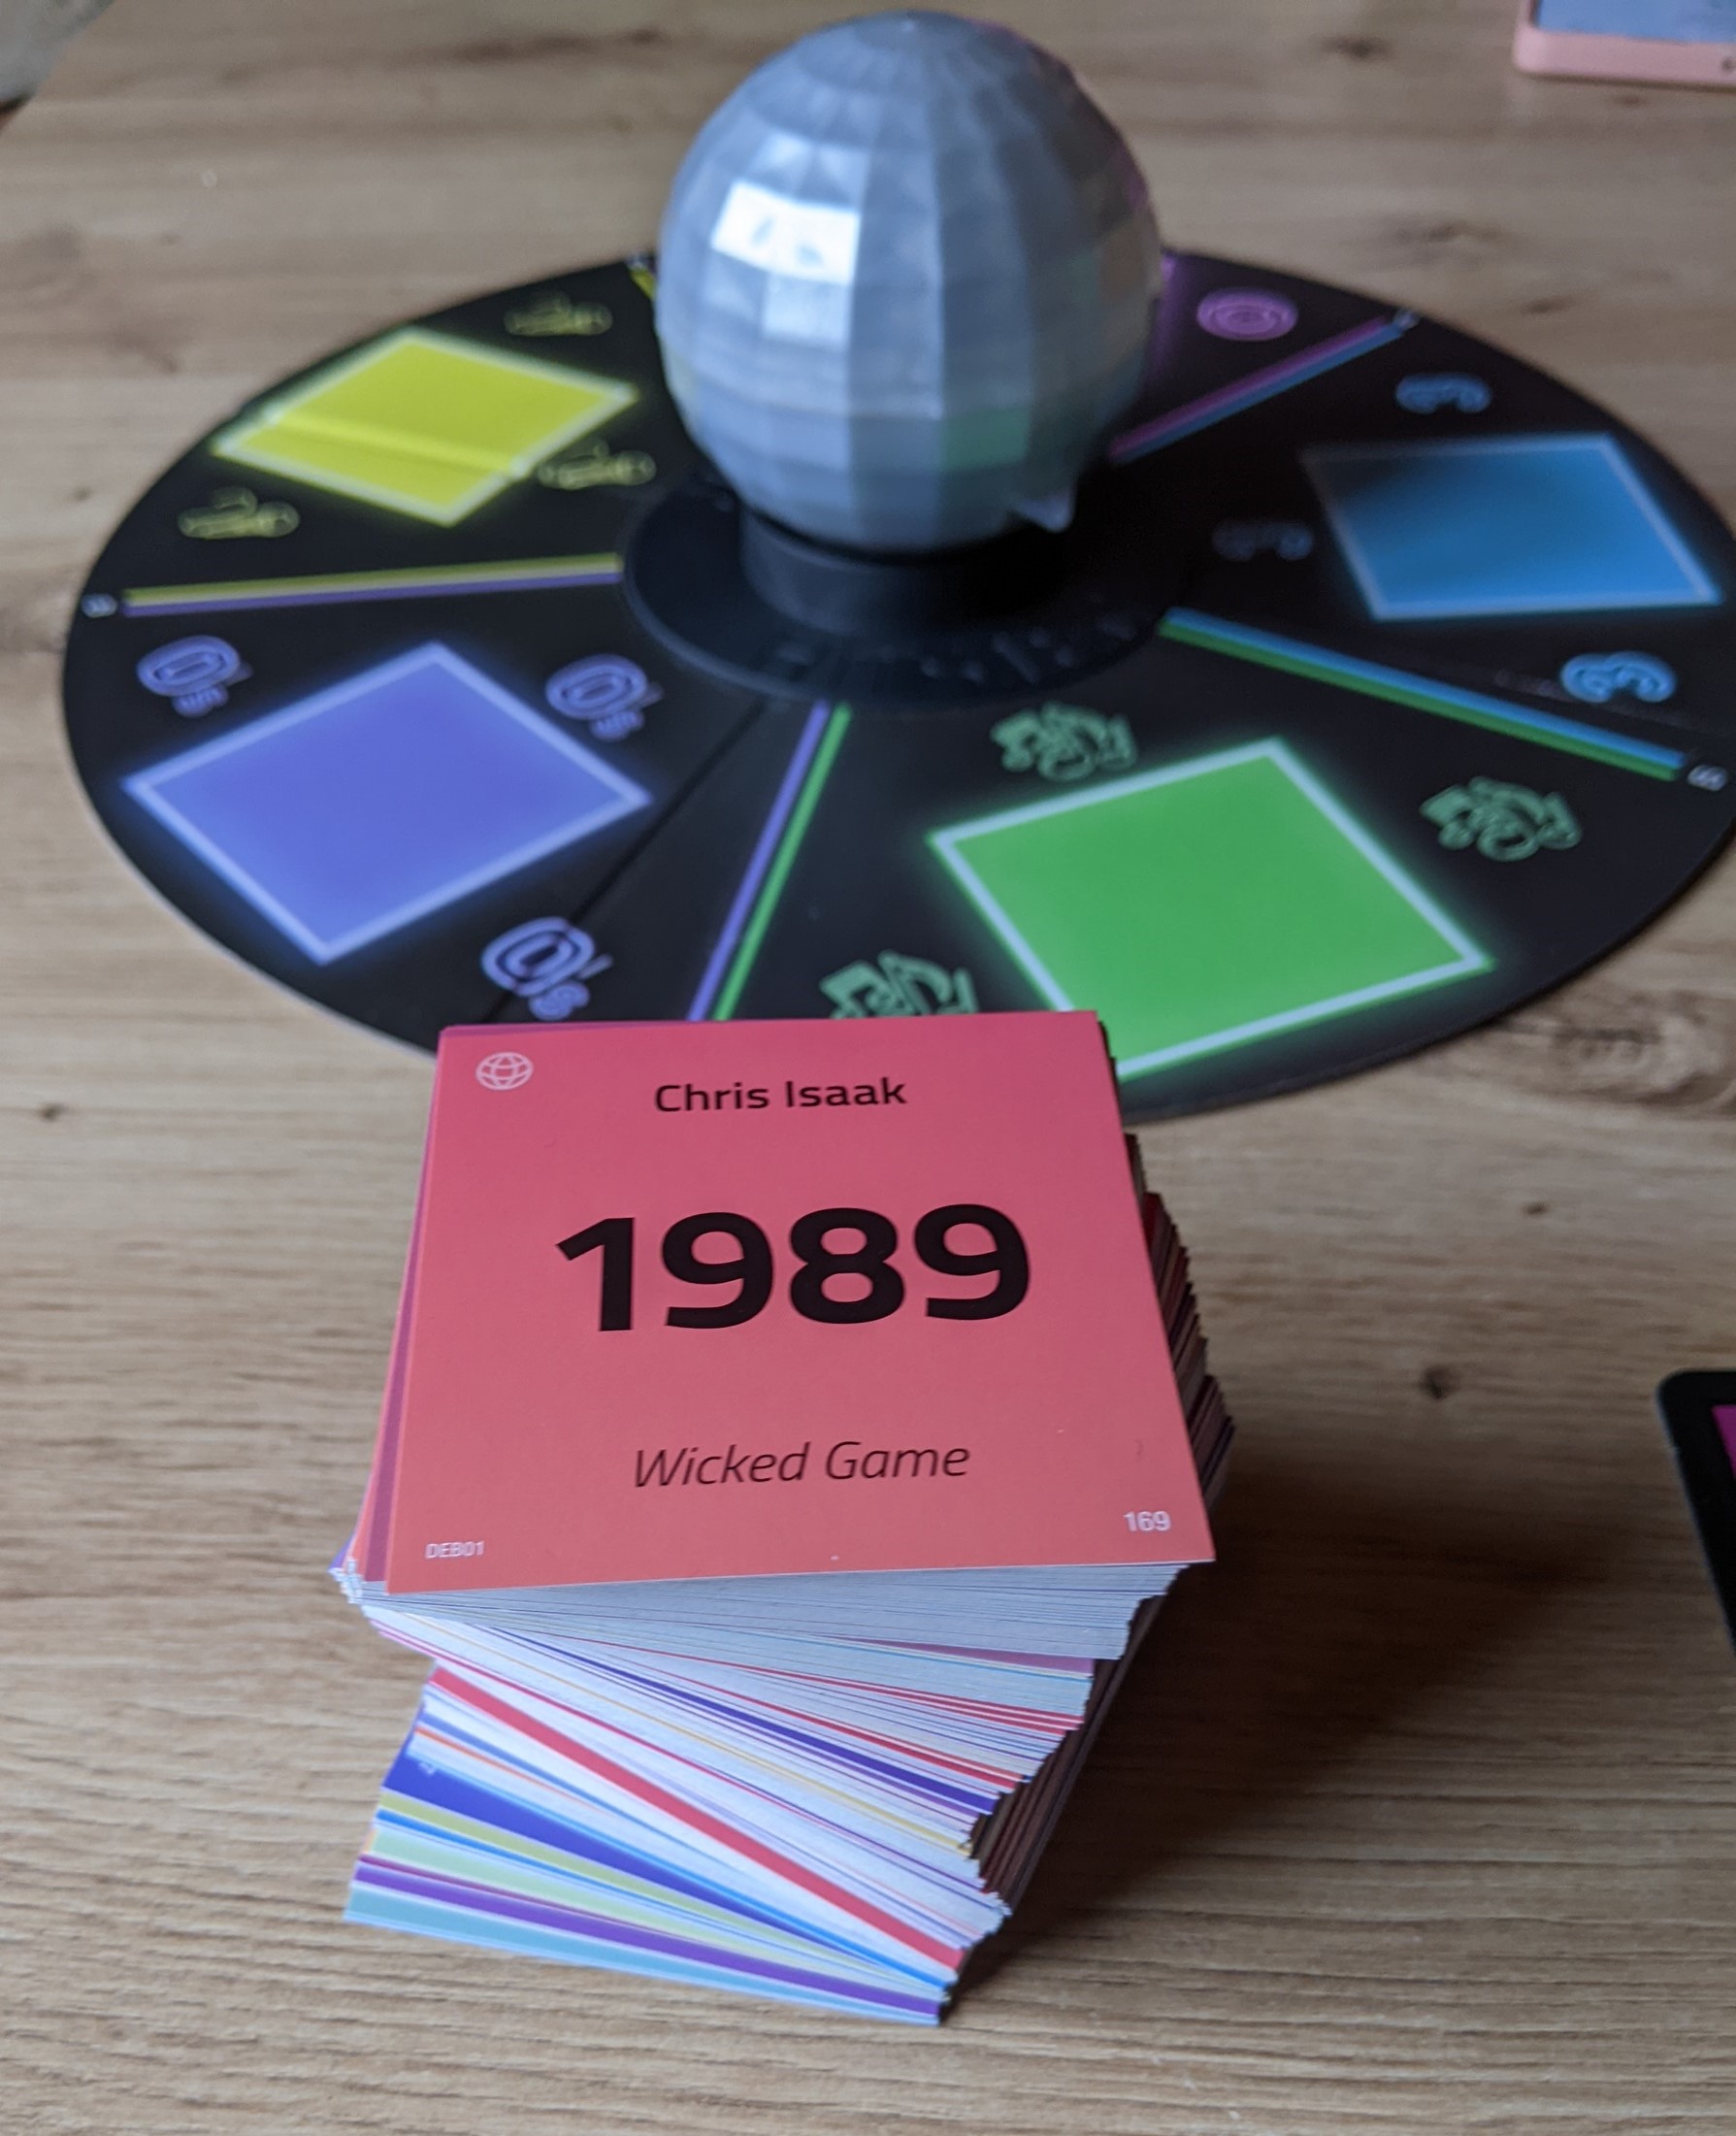 Chris Isaak
1989
Wicked Game
169
DEB01